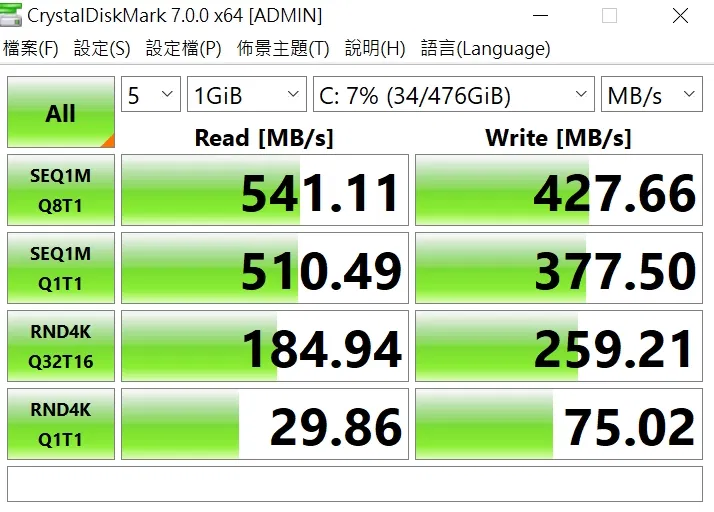 CrystalDiskMark 7.0.0 x64 [ADMIN]
檔案(F) 設定(S) 設定檔(P) 佈景主題(T) 說明(H) 語言(Language)
All 5 1GiB C: 7% (34/476GiB) MB/s
Read [MB/s] Write [MB/s]
SEQ1M
Q8T1
541.11 427.66
SEQ1M
Q1T1
510.49 377.50
RND4K
Q32T16
184.94 259.21
RND4K
Q1T1
29.86 75.02